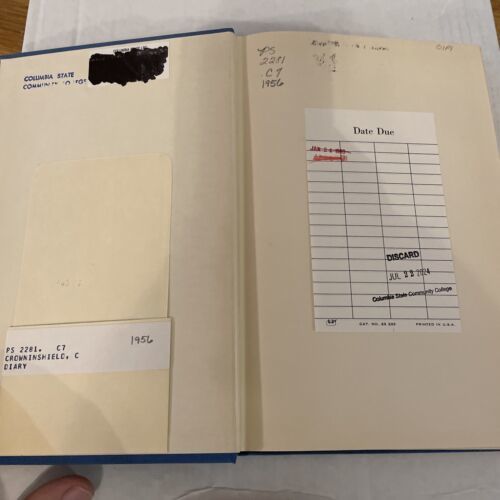 COLUMBIA STATE
PS 2281. C7
CROWNINSHIELD, C
DIARY
1956
PS
2281
.C7
1956
Date Due
DISCARD
JUL 22 2024
Columbia State Community College
CAT. NO. 23 233
PRINTED IN U.S.A.